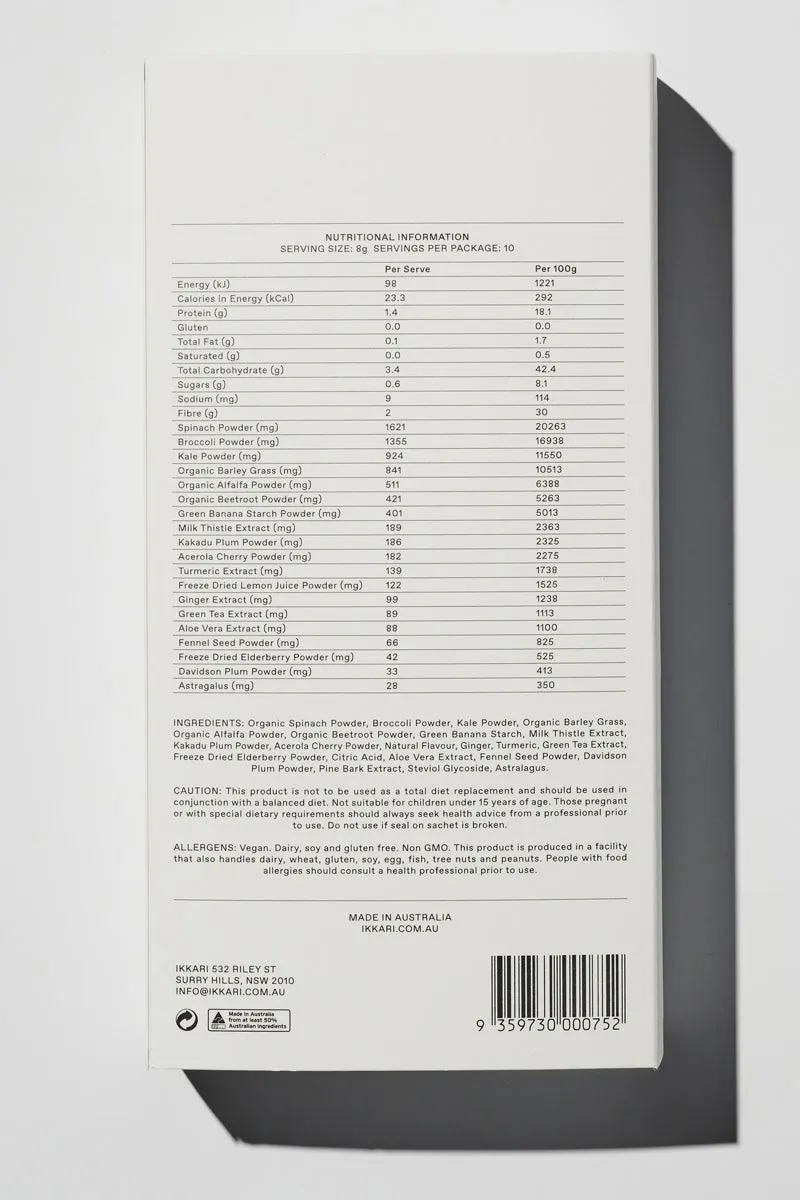 NUTRITIONAL INFORMATION
SERVING SIZE: 8g SERVINGS PER PACKAGE: 10
Per Serve Per 100g
Energy (kJ) 98 1221
Calories in Energy (kCal) 23.3 292
Protein (g) 1.4 18.1
Gluten 0.0 0.0
Total Fat (g) 0.1 1.7
Saturated (g) 0.0 0.5
Total Carbohydrate (g) 3.4 42.4
Sugars (g) 0.6 8.1
Sodium (mg) 9 114
Fibre (g) 2 30
Spinach Powder (mg) 1621 20263
Broccoli Powder (mg) 1355 16938
Kale Powder (mg) 924 11550
Organic Barley Grass (mg) 841 10513
Organic Alfalfa Powder (mg) 511 6388
Organic Beetroot Powder (mg) 421 5263
Green Banana Starch Powder (mg) 401 5013
Milk Thistle Extract (mg) 189 2363
Kakadu Plum Powder (mg) 186 2325
Acerola Cherry Powder (mg) 182 2275
Turmeric Extract (mg) 139 1738
Freeze Dried Lemon Juice Powder (mg) 122 1525
Ginger Extract (mg) 99 1238
Green Tea Extract (mg) 89 1113
Aloe Vera Extract (mg) 88 1100
Fennel Seed Powder (mg) 66 825
Freeze Dried Elderberry Powder (mg) 42 525
Davidson Plum Powder (mg) 33 413
Astragalus (mg) 28 350
INGREDIENTS: Organic Spinach Powder, Broccoli Powder, Kale Powder, Organic Barley Grass,
Organic Alfalfa Powder, Organic Beetroot Powder, Green Banana Starch, Milk Thistle Extract,
Kakadu Plum Powder, Acerola Cherry Powder, Natural Flavour, Ginger, Turmeric, Green Tea Extract,
Freeze Dried Elderberry Powder, Citric Acid, Aloe Vera Extract, Fennel Seed Powder, Davidson
Plum Powder, Pine Bark Extract, Steviol Glycoside, Astralagus.
CAUTION: This product is not to be used as a total diet replacement and should be used in
conjunction with a balanced diet. Not suitable for children under 15 years of age. Those pregnant
or with special dietary requirements should always seek health advice from a professional prior
to use. Do not use if seal on sachet is broken.
ALLERGENS: Vegan. Dairy, soy and gluten free. Non GMO. This product is produced in a facility
that also handles dairy, wheat, gluten, soy, egg, fish, tree nuts and peanuts. People with food
allergies should consult a health professional prior to use.
MADE IN AUSTRALIA
IKKARI.COM.AU
IKKARI 532 RILEY ST
SURRY HILLS, NSW 2010
INFO@IKKARI.COM.AU
Made in Australia
from at least 50%
Australian ingredients
9 359730 000752